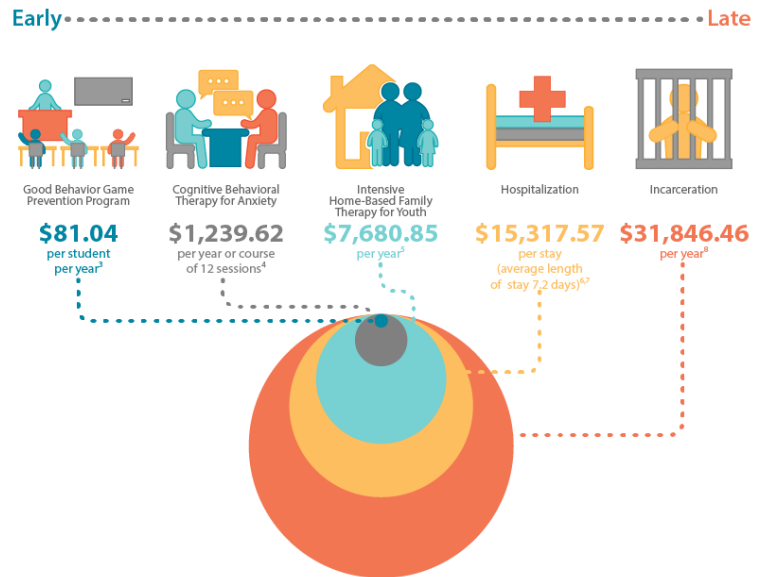 Early
Late
Good Behavior Game
Prevention Program
$81.04
per student
per year³
Cognitive Behavioral
Therapy for Anxiety
$1,239.62
per year or course
of 12 sessions⁴
Intensive
Home-Based Family
Therapy for Youth
$7,680.85
per year⁵
Hospitalization
$15,317.57
per stay
(average length
of stay 7.2 days)⁶,⁷
Incarceration
$31,846.46
per year⁸